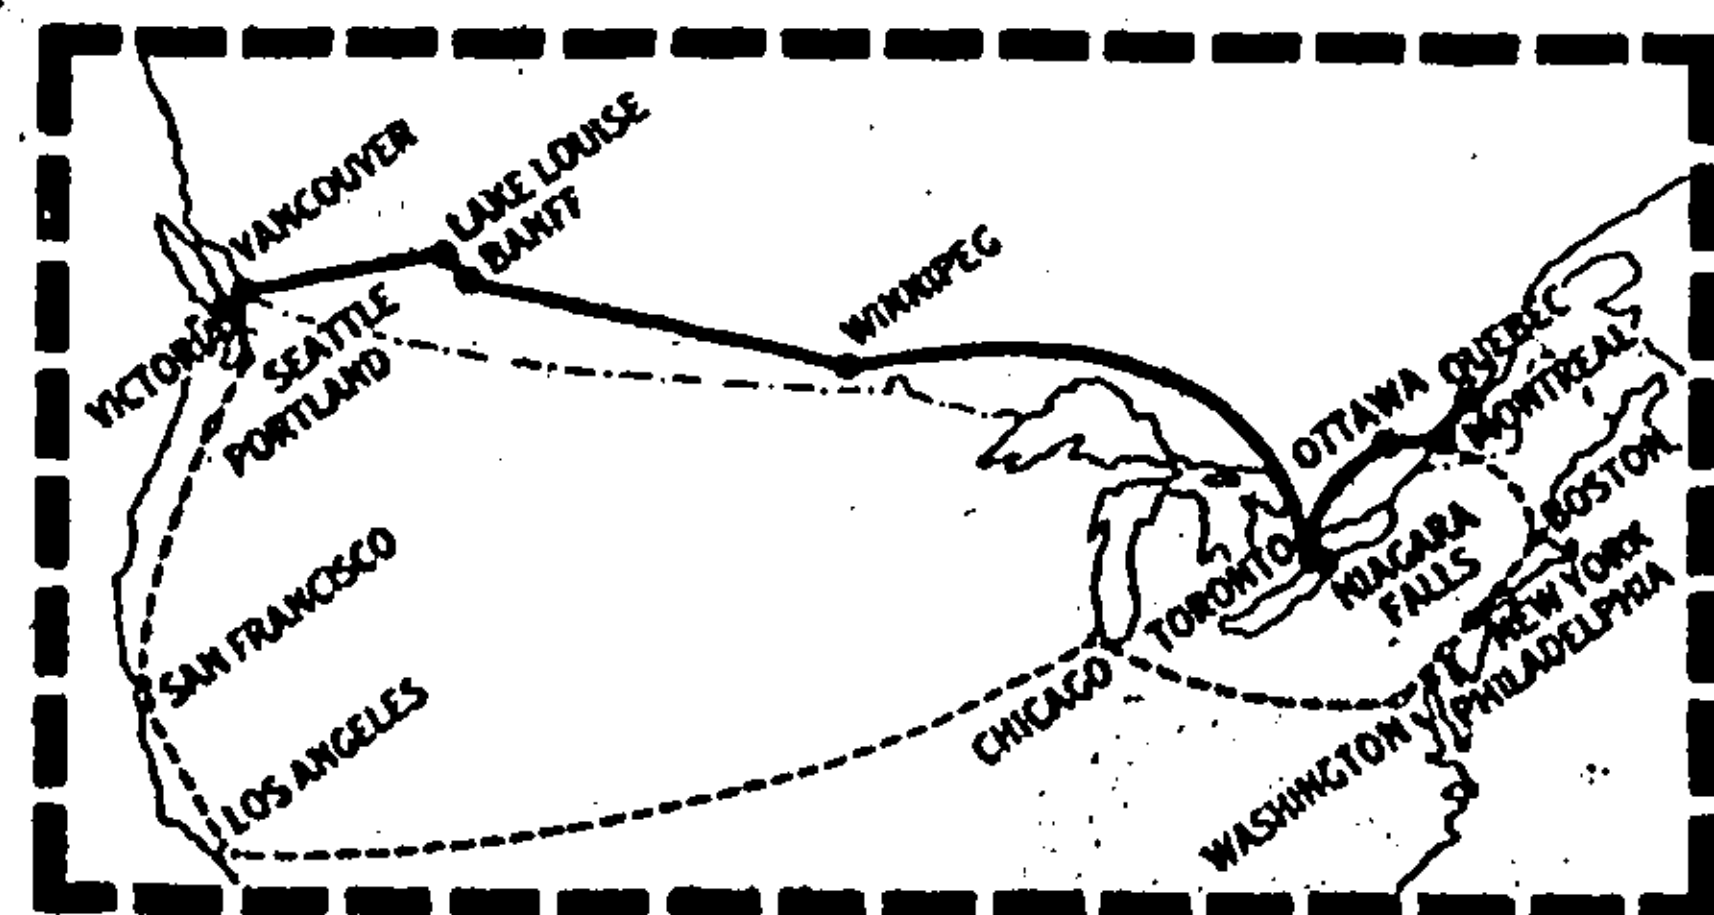 VANCOUVER
LAKE LOUISE
BANFF
WINNIPEG
VICTORIA
SEATTLE
PORTLAND
OTTAWA
QUEBEC
MONTREAL
BOSTON
SAN FRANCISCO
TORONTO
NIAGARA
FALLS
NEW YORK
PHILADELPHIA
LOS ANGELES
CHICAGO
WASHINGTON